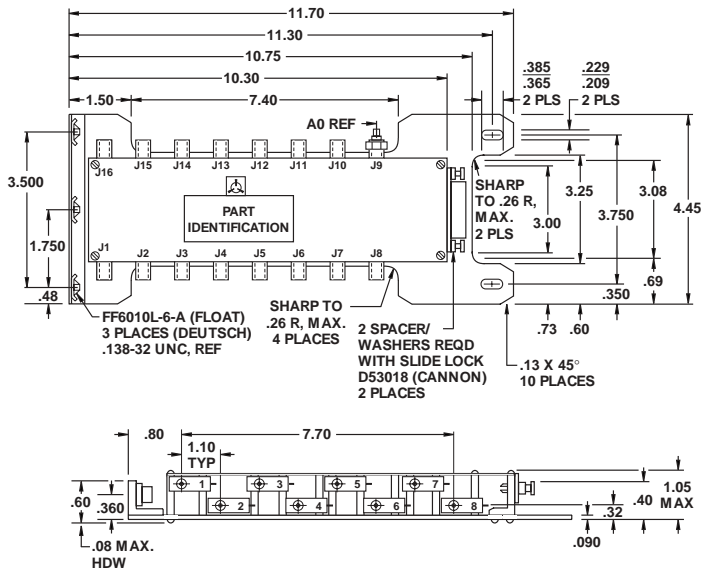 11.70
11.30
10.75
10.30
1.50
7.40
.385
.365
2 PLS
.229
.209
2 PLS
A0 REF
J16
J15
J14
J13
J12
J11
J10
J9
3.500
1.750
.48
PART
IDENTIFICATION
SHARP
TO .26 R,
MAX.
2 PLS
3.00
3.25
3.750
3.08
4.45
J1
J2
J3
J4
J5
J6
J7
J8
.350
.69
.73
.60
FF6010L-6-A (FLOAT)
3 PLACES (DEUTSCH)
.138-32 UNC, REF
SHARP TO
.26 R, MAX.
4 PLACES
2 SPACER/
WASHERS REQD
WITH SLIDE LOCK
D53018 (CANNON)
2 PLACES
.13 X 45°
10 PLACES
.80
7.70
1.10
TYP
1
2
3
4
5
6
7
8
.60
.360
.08 MAX.
HDW
1.05
MAX
.40
.32
.090